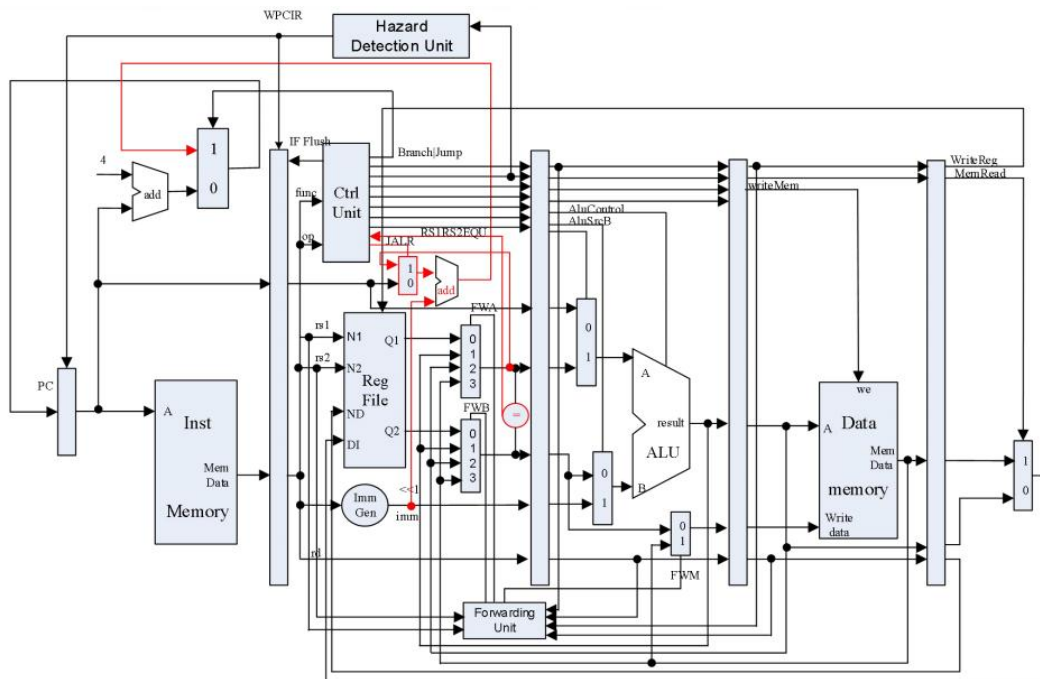 WPCIR
Hazard
Detection Unit
1
0
4
add
IF Flush
Branch|Jump
Ctrl
Unit
func
op
WriteReg
MemRead
writeMem
AluControl
AluSrcB
RS1RS2EQU
JALR
1
0
add
PC
A
Inst
Memory
Mem
Data
rs1
rs2
N1
N2
ND
DI
Q1
Q2
Reg
File
FWA
0
1
2
3
FWB
0
1
2
3
=
<<1
Imm
Gen
imm
rd
0
1
0
1
A
B
result
ALU
0
1
FWM
Forwarding
Unit
we
A
Data
memory
Mem
Data
Write
data
1
0